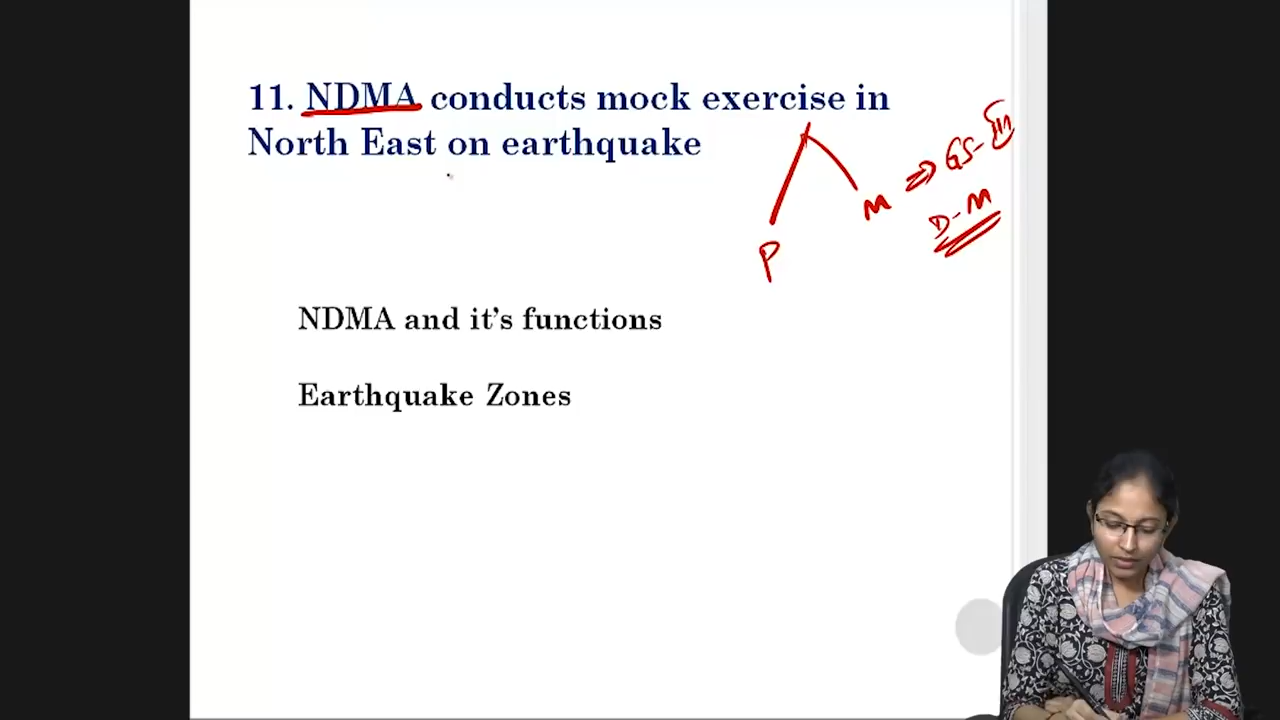 11. NDMA conducts mock exercise in
North East on earthquake
P
M ⇒ GS-III
D-M
NDMA and it's functions
Earthquake Zones